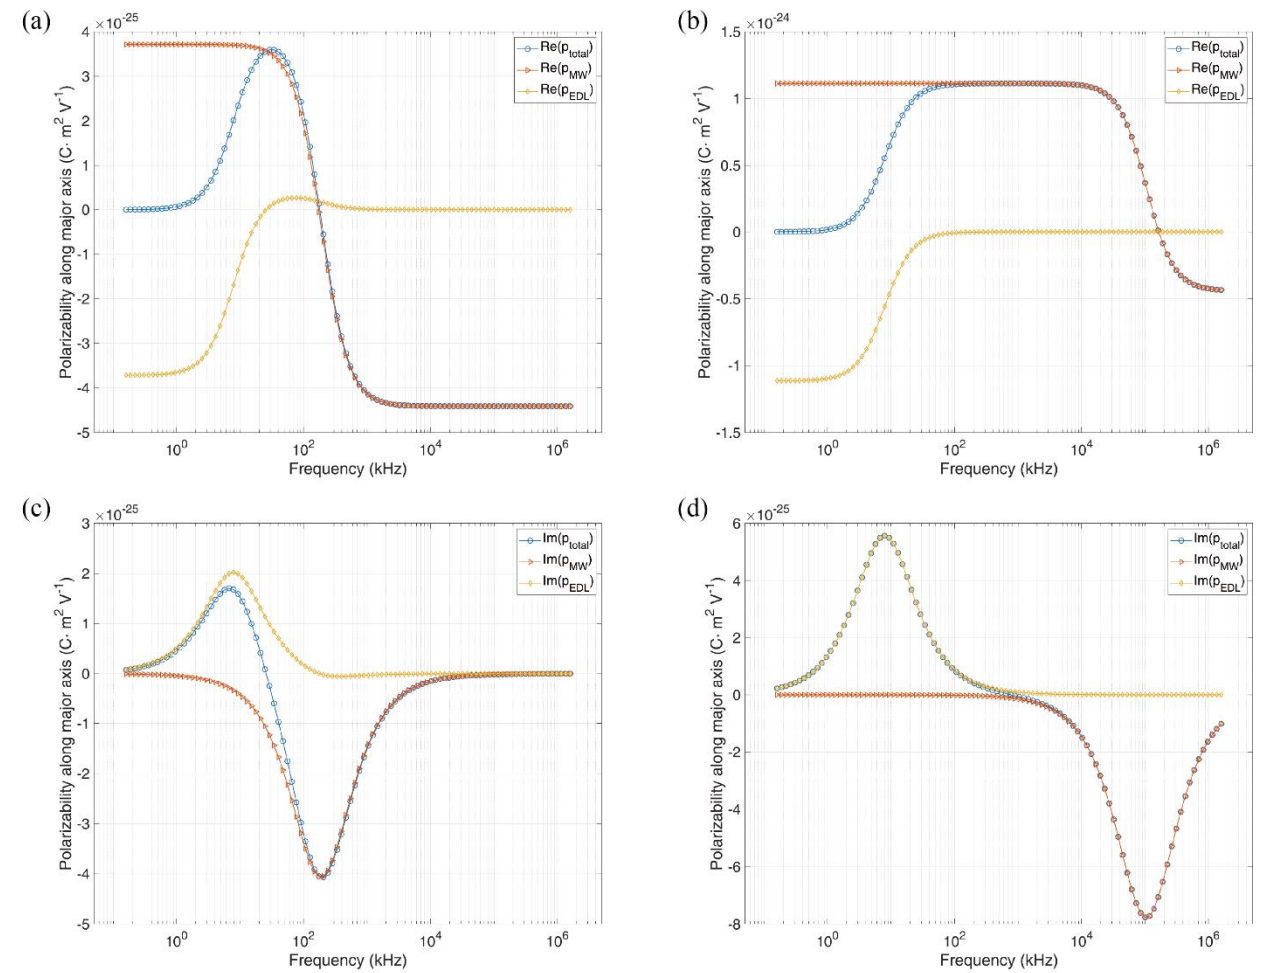 (a)
×10^-25
4
3
2
1
0
-1
-2
-3
-4
-5
Polarizability along major axis (C· m^2 V^-1)
10^0
10^2
10^4
10^6
Frequency (kHz)
Re(p_total)
Re(p_MW)
Re(p_EDL)
(b)
×10^-24
1.5
1
0.5
0
-0.5
-1
-1.5
Polarizability along major axis (C· m^2 V^-1)
10^0
10^2
10^4
10^6
Frequency (kHz)
Re(p_total)
Re(p_MW)
Re(p_EDL)
(c)
×10^-25
3
2
1
0
-1
-2
-3
-4
-5
Polarizability along major axis (C· m^2 V^-1)
10^0
10^2
10^4
10^6
Frequency (kHz)
Im(p_total)
Im(p_MW)
Im(p_EDL)
(d)
×10^-25
6
4
2
0
-2
-4
-6
-8
Polarizability along major axis (C· m^2 V^-1)
10^0
10^2
10^4
10^6
Frequency (kHz)
Im(p_total)
Im(p_MW)
Im(p_EDL)